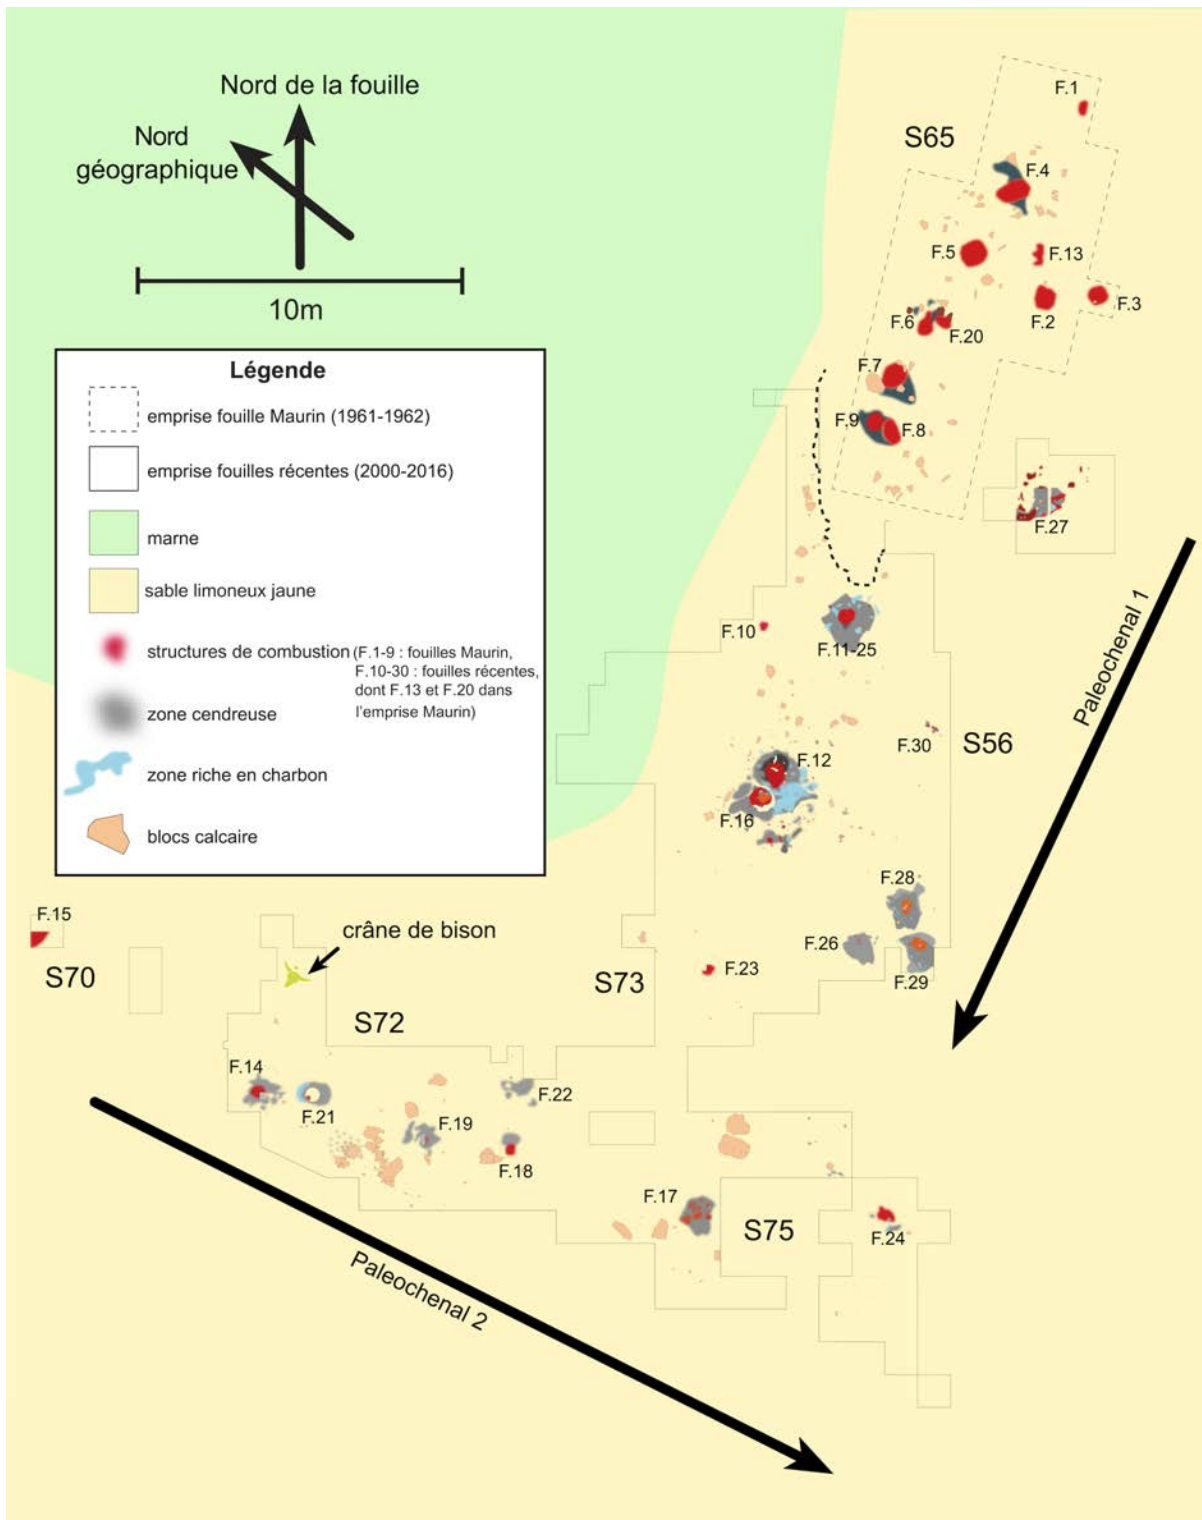 Nord de la fouille
Nord
géographique
10m
Légende
emprise fouille Maurin (1961-1962)
emprise fouilles récentes (2000-2016)
marne
sable limoneux jaune
structures de combustion (F.1-9 : fouilles Maurin,
F.10-30 : fouilles récentes,
dont F.13 et F.20 dans
l'emprise Maurin)
zone cendreuse
zone riche en charbon
blocs calcaire
F.1
S65
F.4
F.5
F.13
F.3
F.2
F.6
F.20
F.7
F.9
F.8
F.27
Paleochenal 1
F.10
F.11-25
F.30
S56
F.12
F.16
F.28
F.26
F.29
F.23
S73
F.15
S70
crâne de bison
S72
F.14
F.21
F.22
F.19
F.18
F.17
S75
F.24
Paleochenal 2